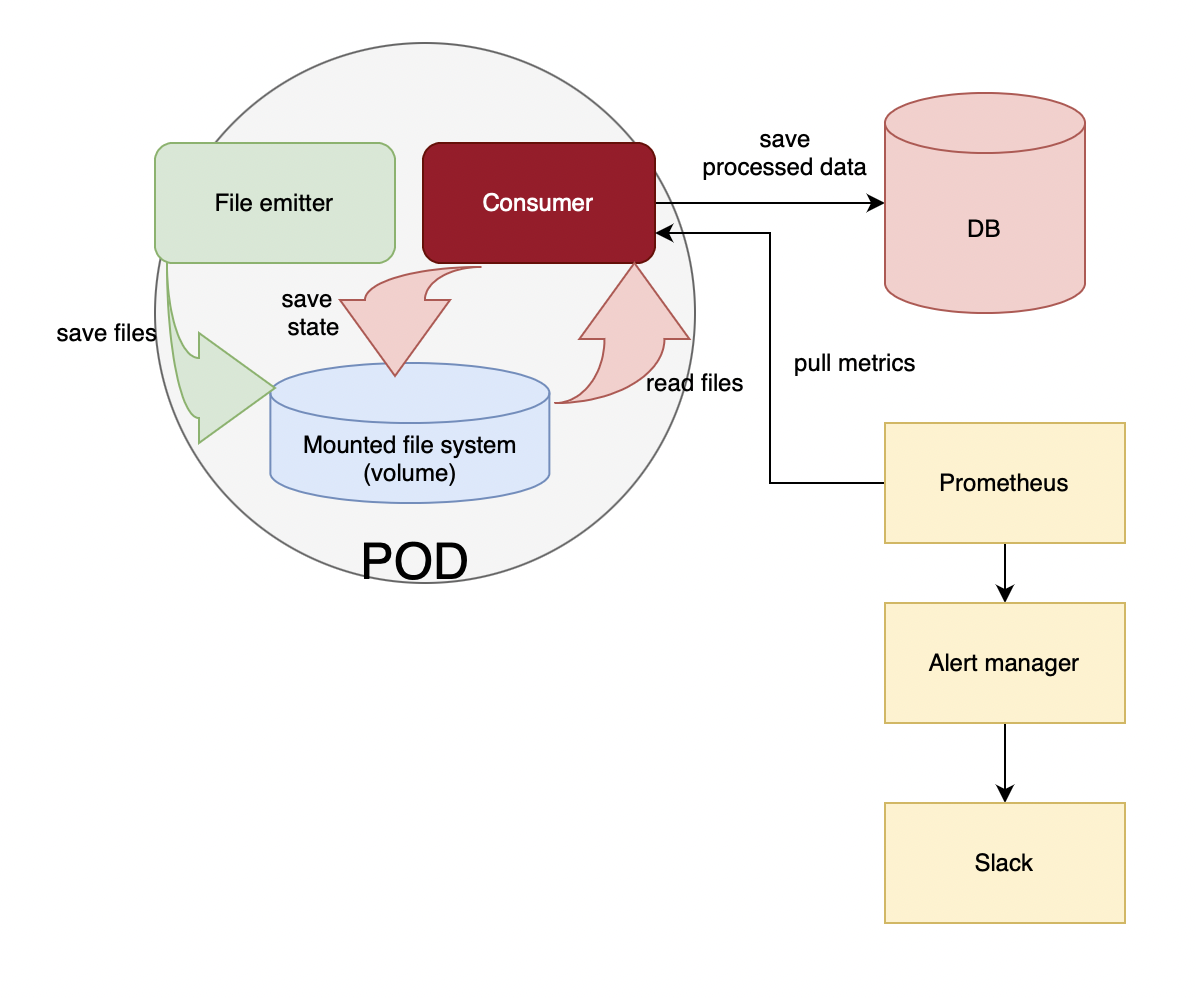 File emitter
Consumer
save
processed data
DB
save
state
save files
read files
pull metrics
Mounted file system
(volume)
POD
Prometheus
Alert manager
Slack